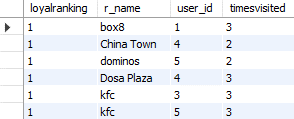 loyalranking r_name user_id timesvisited
1 box8 1 3
1 China Town 4 2
1 dominos 5 2
1 Dosa Plaza 4 3
1 kfc 3 3
1 kfc 5 3